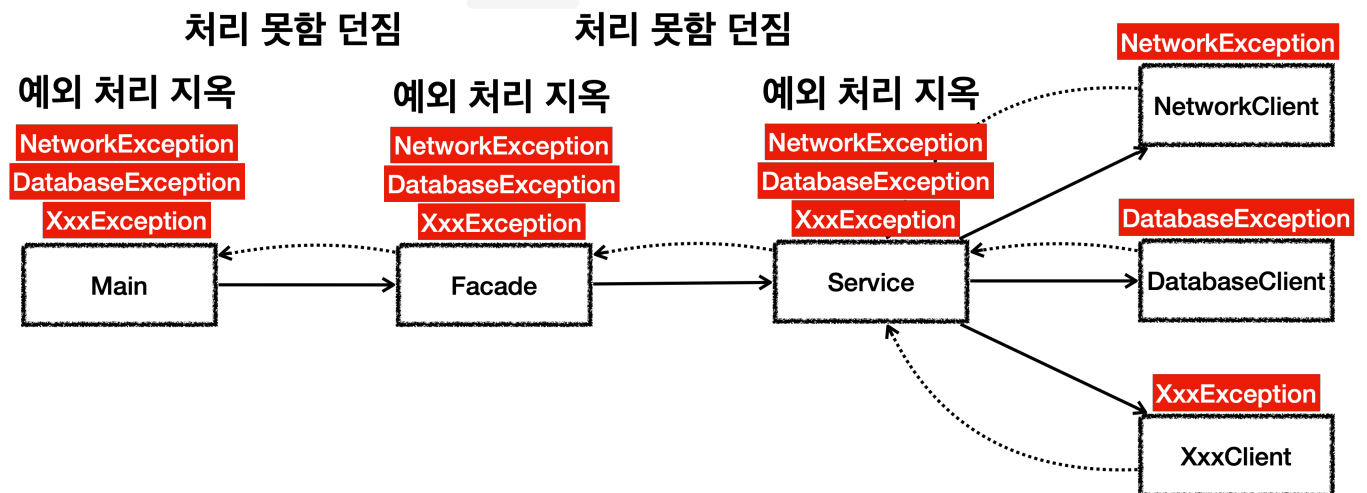 처리 못함 던짐
처리 못함 던짐
예외 처리 지옥
NetworkException
DatabaseException
XxxException
Main
예외 처리 지옥
NetworkException
DatabaseException
XxxException
Facade
예외 처리 지옥
NetworkException
DatabaseException
XxxException
Service
NetworkException
NetworkClient
DatabaseException
DatabaseClient
XxxException
XxxClient